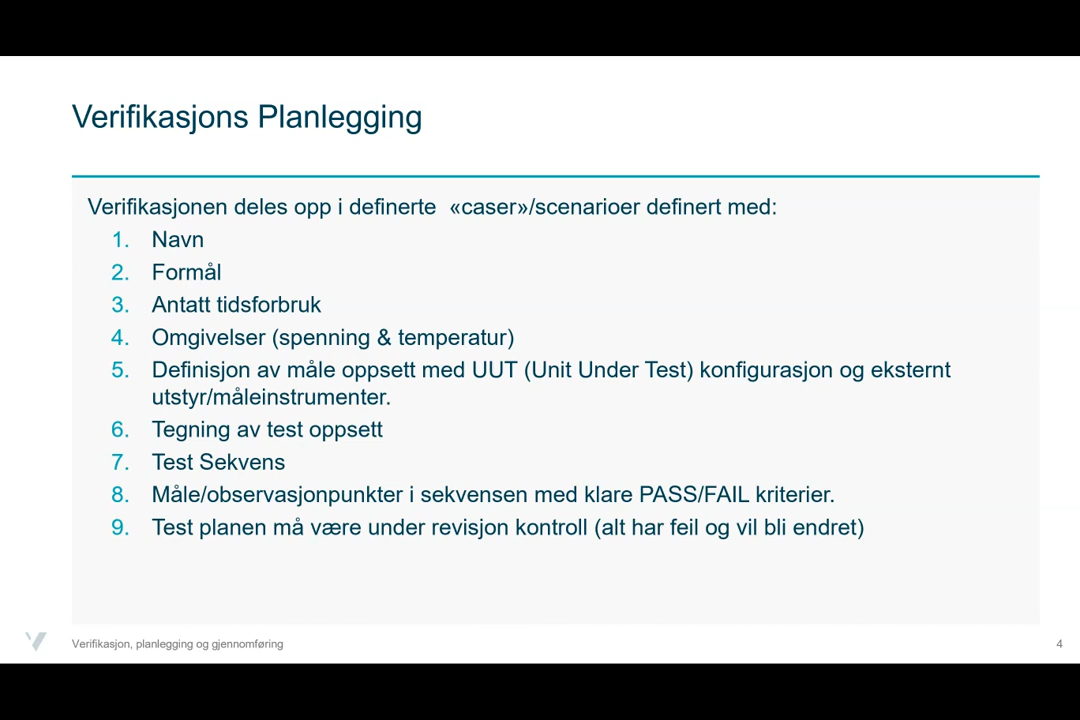 Verifikasjons Planlegging
Verifikasjonen deles opp i definerte «caser»/scenarioer definert med:
1. Navn
2. Formål
3. Antatt tidsforbruk
4. Omgivelser (spenning & temperatur)
5. Definisjon av måle oppsett med UUT (Unit Under Test) konfigurasjon og eksternt
utstyr/måleinstrumenter.
6. Tegning av test oppsett
7. Test Sekvens
8. Måle/observasjonpunkter i sekvensen med klare PASS/FAIL kriterier.
9. Test planen må være under revisjon kontroll (alt har feil og vil bli endret)
Verifikasjon, planlegging og gjennomføring
4